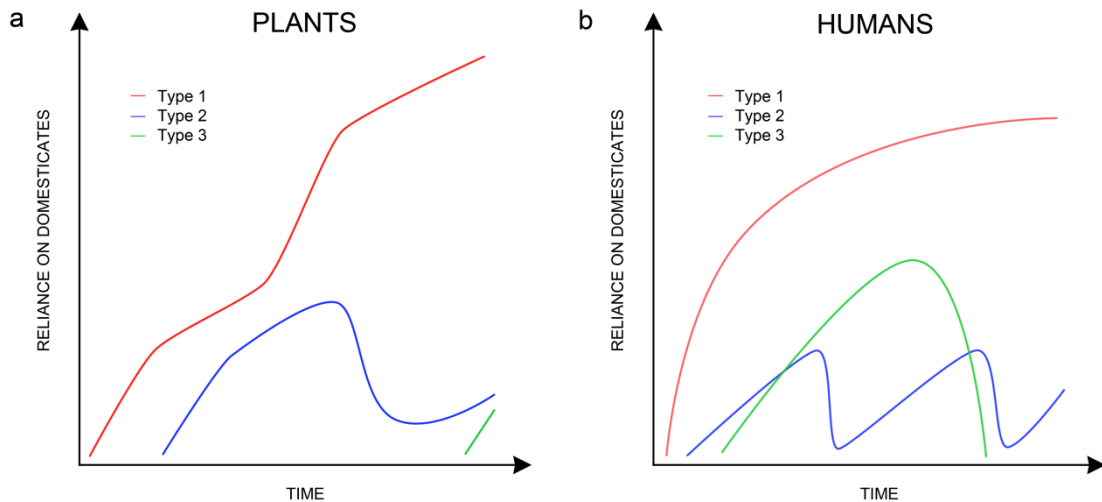 a
PLANTS
RELIANCE ON DOMESTICATES
Type 1
Type 2
Type 3
TIME
b
HUMANS
RELIANCE ON DOMESTICATES
Type 1
Type 2
Type 3
TIME